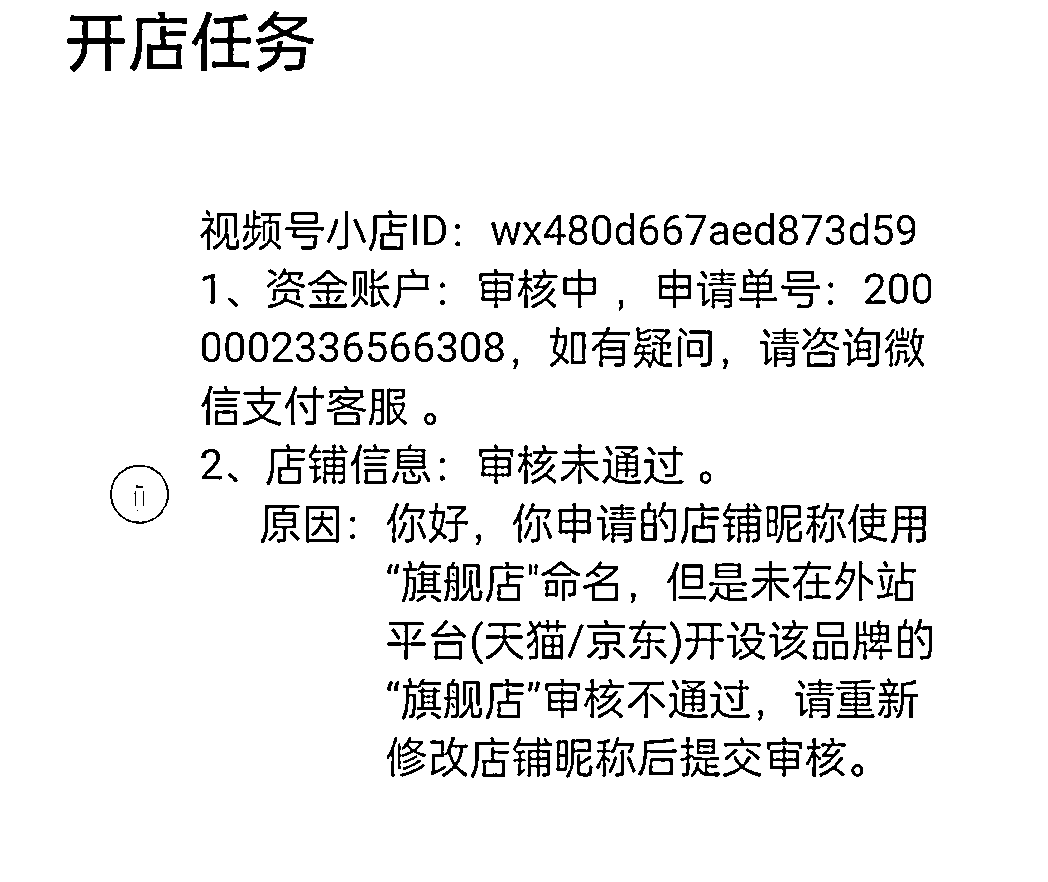 开店任务
视频号小店ID：wx480d667aed873d59
1、资金账户：审核中 ，申请单号：200
0002336566308，如有疑问，请咨询微
信支付客服 。
2、店铺信息：审核未通过 。
原因：你好，你申请的店铺昵称使用
“旗舰店"命名，但是未在外站
平台(天猫/京东)开设该品牌的
“旗舰店”审核不通过，请重新
修改店铺昵称后提交审核。